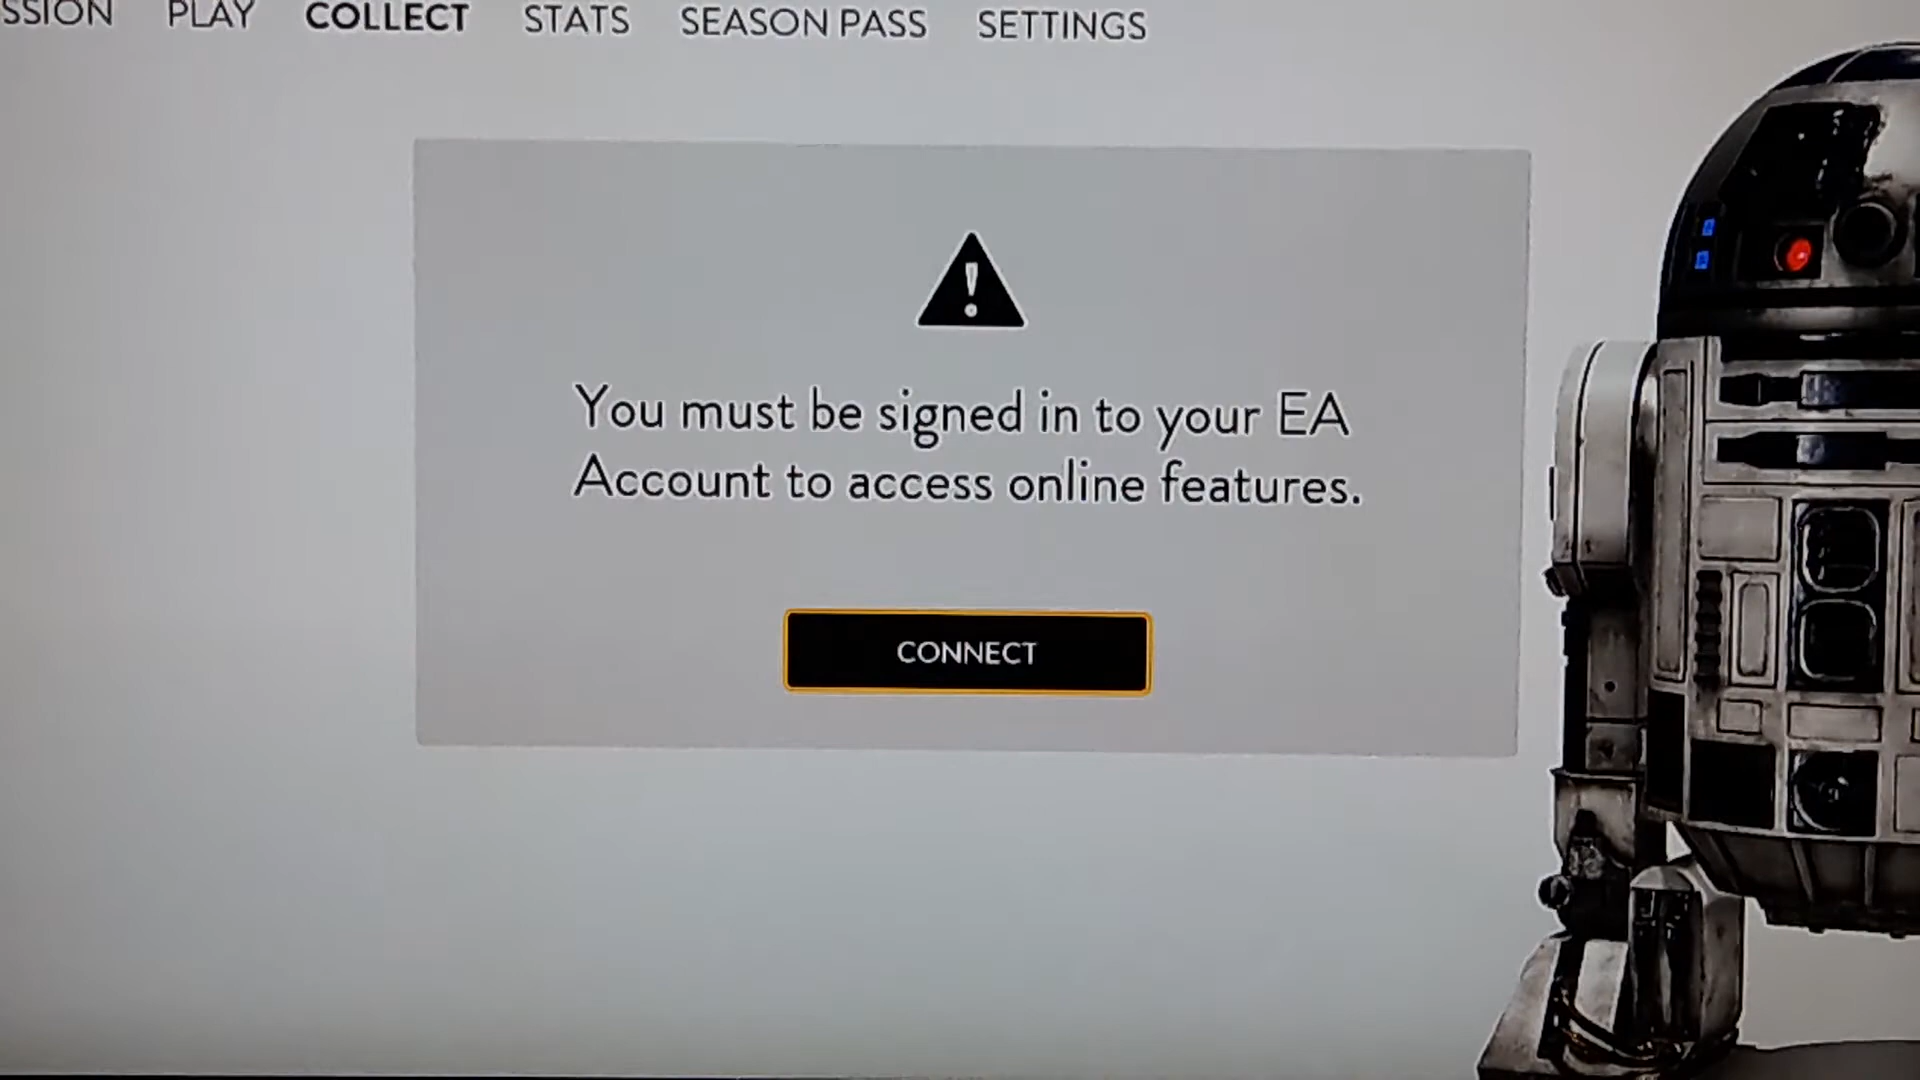 SSION PLAY COLLECT STATS SEASON PASS SETTINGS
You must be signed in to your EA
Account to access online features.
CONNECT